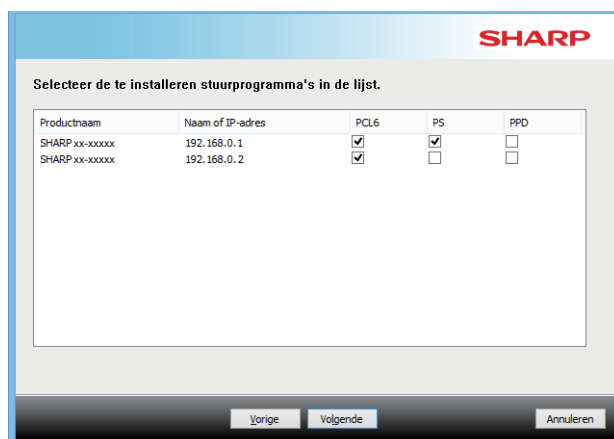 SHARP
Selecteer de te installeren stuurprogramma's in de lijst.
Productnaam Naam of IP-adres PCL6 PS PPD
SHARP xx-xxxxx 192.168.0.1
SHARP xx-xxxxx 192.168.0.2
Vorige Volgende Annuleren